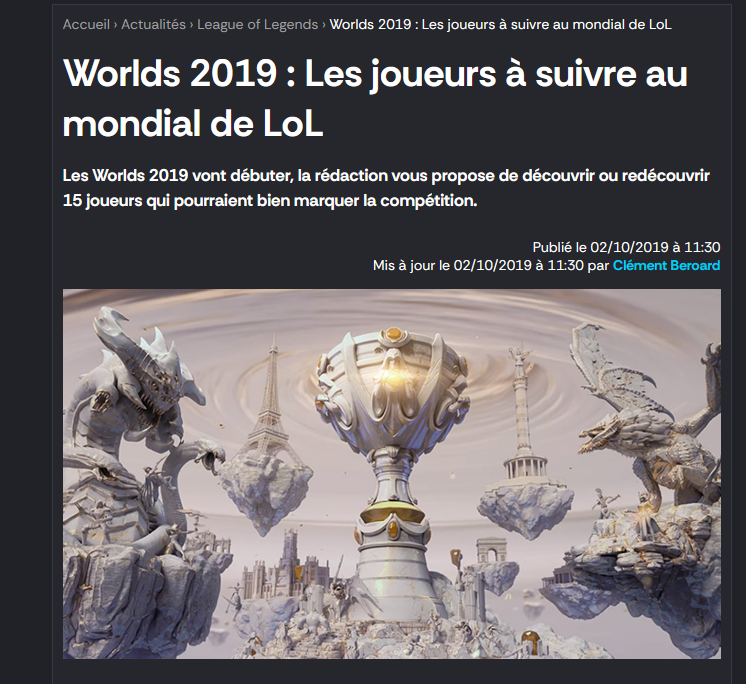 Accueil › Actualités › League of Legends › Worlds 2019 : Les joueurs à suivre au mondial de LoL
Worlds 2019 : Les joueurs à suivre au
mondial de LoL
Les Worlds 2019 vont débuter, la rédaction vous propose de découvrir ou redécouvrir
15 joueurs qui pourraient bien marquer la compétition.
Publié le 02/10/2019 à 11:30
Mis à jour le 02/10/2019 à 11:30 par Clément Beroard